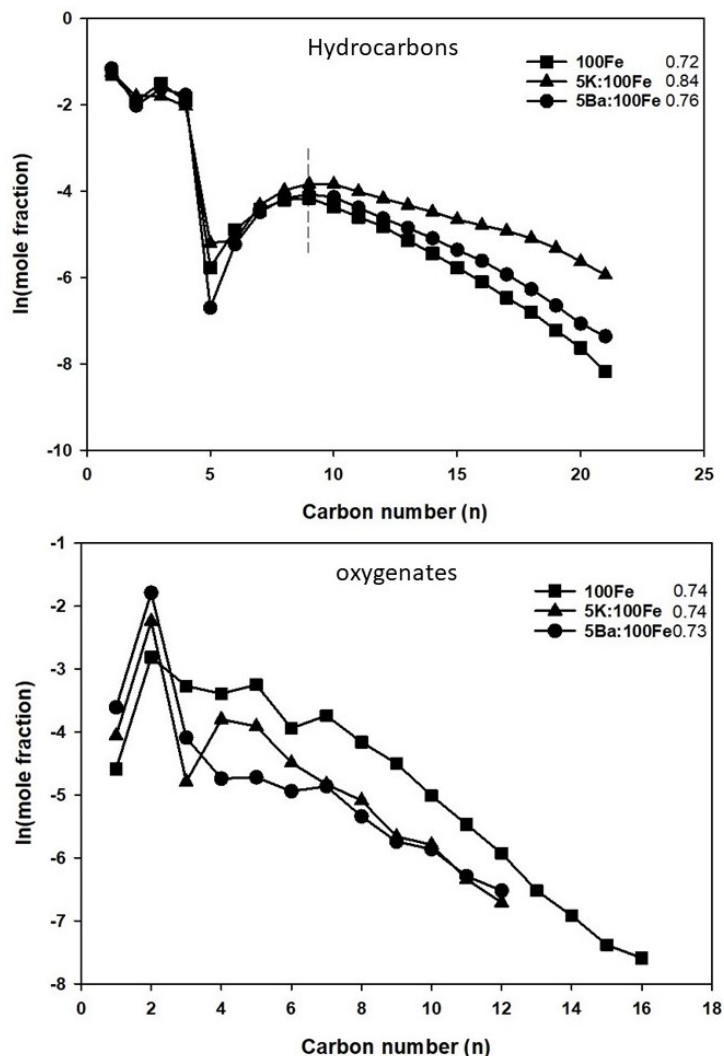 Hydrocarbons
100Fe 0.72
5K:100Fe 0.84
5Ba:100Fe 0.76
0
-2
-4
-6
-8
-10
ln(mole fraction)
0 5 10 15 20 25
Carbon number (n)
oxygenates
100Fe 0.74
5K:100Fe 0.74
5Ba:100Fe 0.73
-1
-2
-3
-4
-5
-6
-7
-8
ln(mole fraction)
0 2 4 6 8 10 12 14 16 18
Carbon number (n)